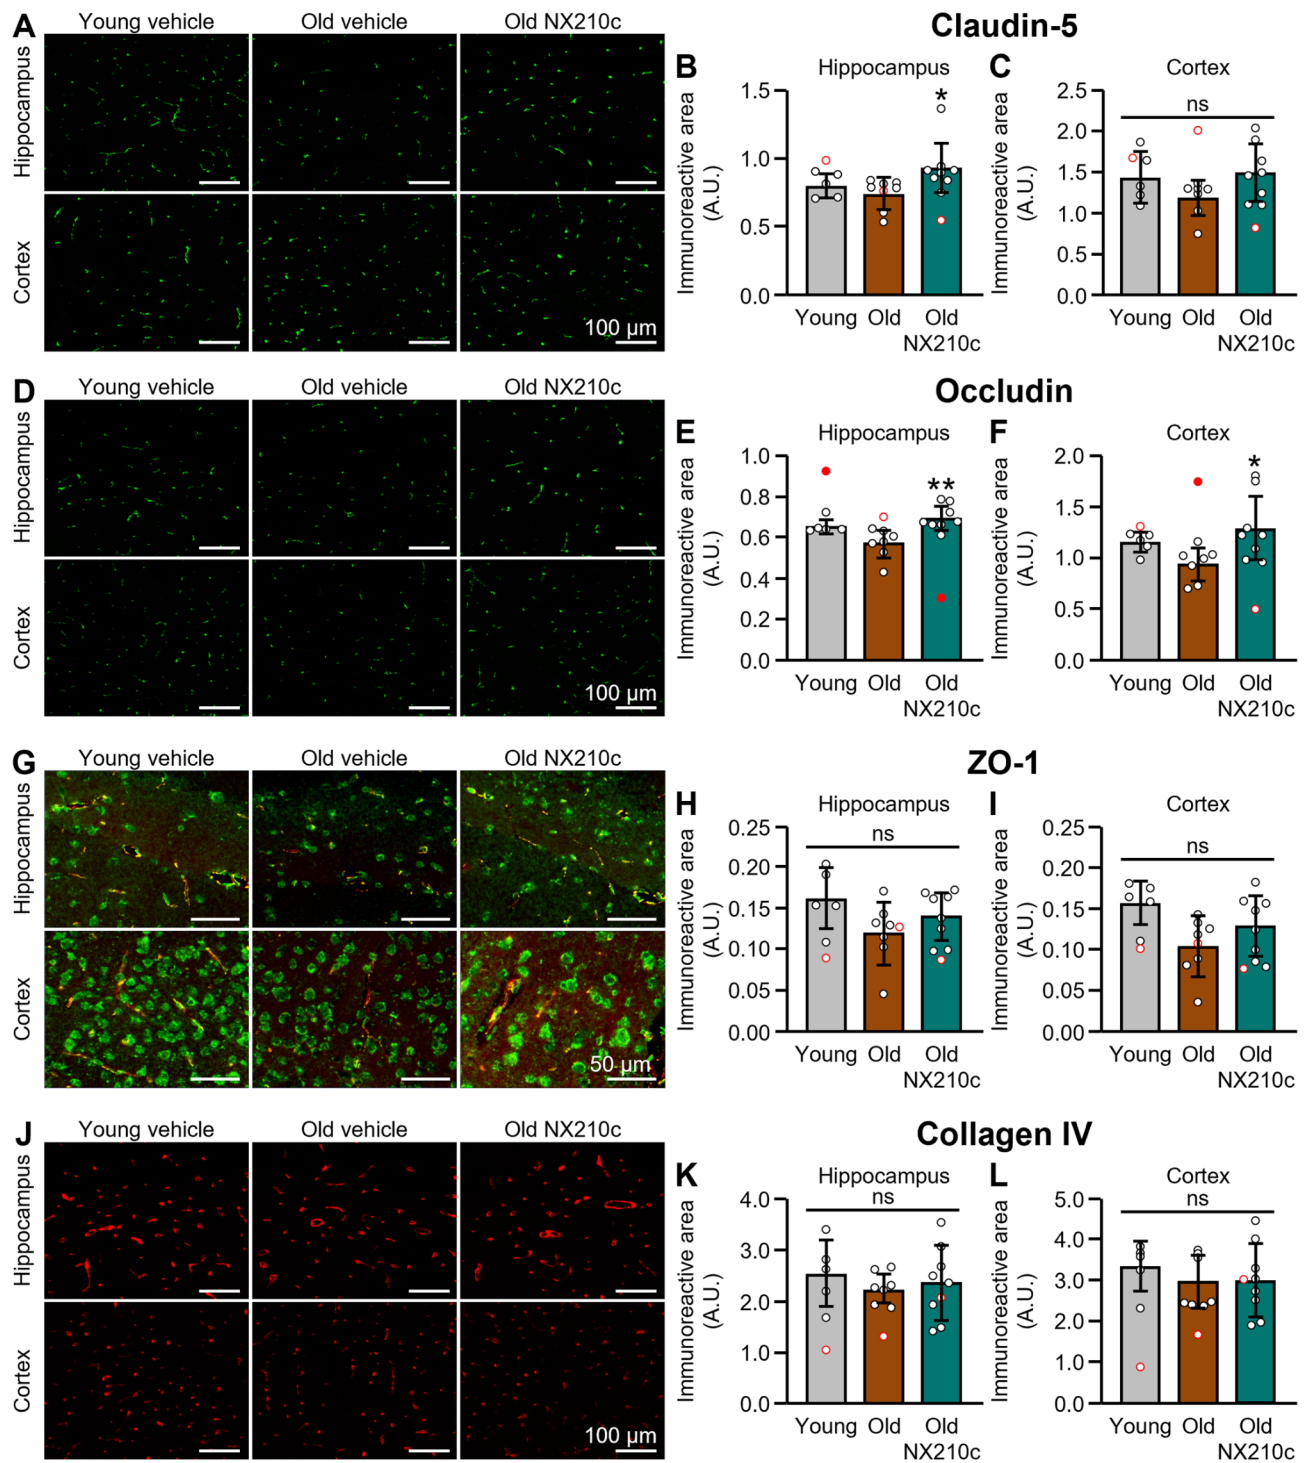 A
Young vehicle
Old vehicle
Old NX210c
Hippocampus
Cortex
100 µm
Claudin-5
B
Hippocampus
Immunoreactive area
(A.U.)
1.5
1.0
0.5
0.0
*
Young
Old
Old
NX210c
C
Cortex
Immunoreactive area
(A.U.)
2.5
2.0
1.5
1.0
0.5
0.0
ns
Young
Old
Old
NX210c
D
Young vehicle
Old vehicle
Old NX210c
Hippocampus
Cortex
100 µm
Occludin
E
Hippocampus
Immunoreactive area
(A.U.)
1.0
0.8
0.6
0.4
0.2
0.0
**
Young
Old
Old
NX210c
F
Cortex
Immunoreactive area
(A.U.)
2.0
1.5
1.0
0.5
0.0
*
Young
Old
Old
NX210c
G
Young vehicle
Old vehicle
Old NX210c
Hippocampus
Cortex
50 µm
ZO-1
H
Hippocampus
Immunoreactive area
(A.U.)
0.25
0.20
0.15
0.10
0.05
0.00
ns
Young
Old
Old
NX210c
I
Cortex
Immunoreactive area
(A.U.)
0.25
0.20
0.15
0.10
0.05
0.00
ns
Young
Old
Old
NX210c
J
Young vehicle
Old vehicle
Old NX210c
Hippocampus
Cortex
100 µm
Collagen IV
K
Hippocampus
Immunoreactive area
(A.U.)
4.0
3.0
2.0
1.0
0.0
ns
Young
Old
Old
NX210c
L
Cortex
Immunoreactive area
(A.U.)
5.0
4.0
3.0
2.0
1.0
0.0
ns
Young
Old
Old
NX210c